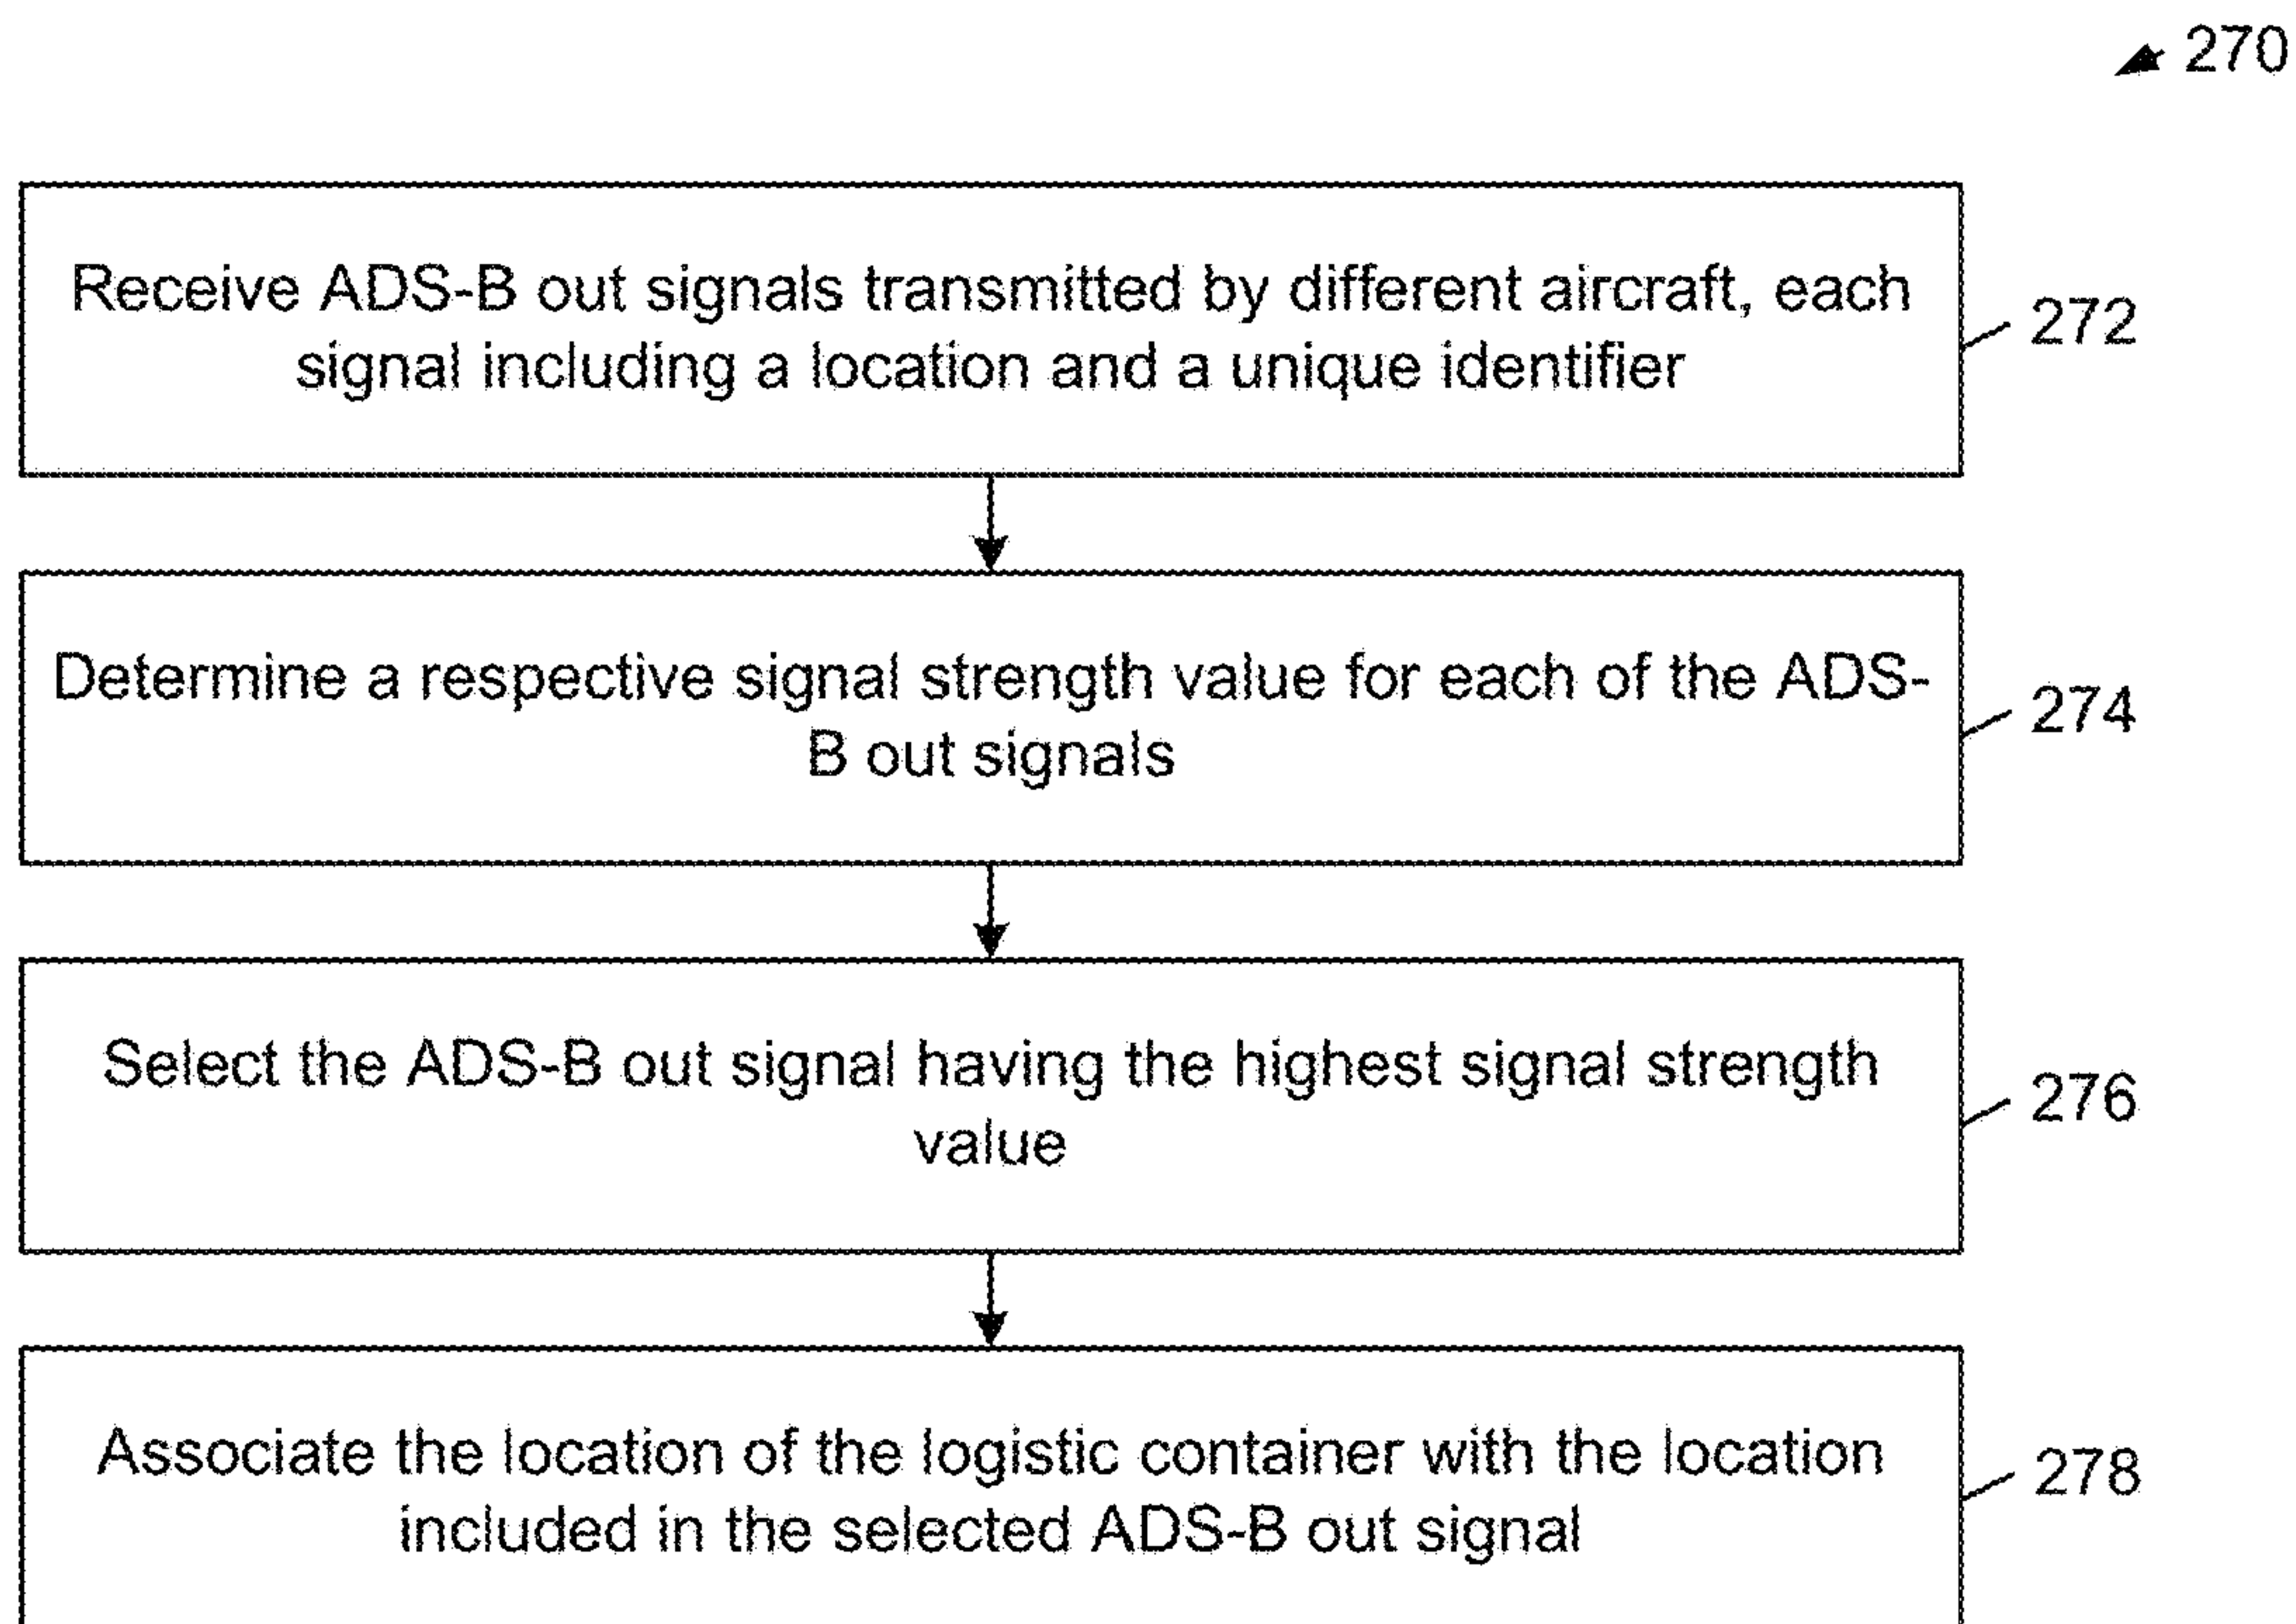 270
Receive ADS-B out signals transmitted by different aircraft, each
signal including a location and a unique identifier
272
Determine a respective signal strength value for each of the ADS-
B out signals
274
Select the ADS-B out signal having the highest signal strength
value
276
Associate the location of the logistic container with the location
included in the selected ADS-B out signal
278